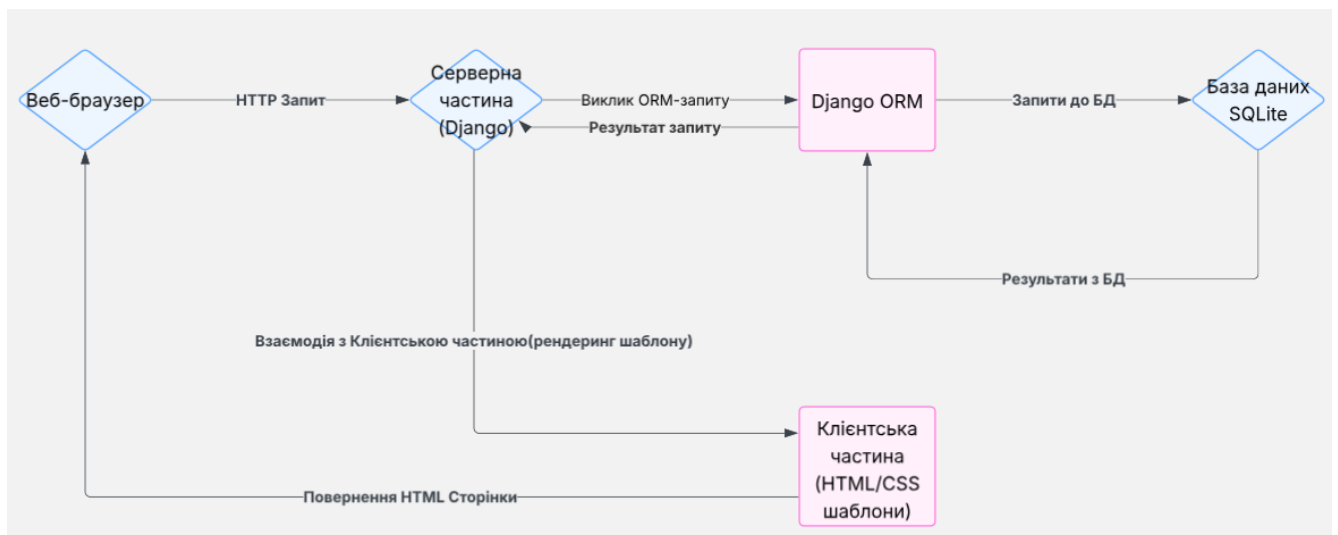 Веб-браузер
HTTP Запит
Серверна
частина
(Django)
Виклик ORM-запиту
Результат запиту
Django ORM
Запити до БД
База даних
SQLite
Результати з БД
Взаємодія з Клієнтською частиною(рендеринг шаблону)
Клієнтська
частина
(HTML/CSS
шаблони)
Повернення HTML Сторінки